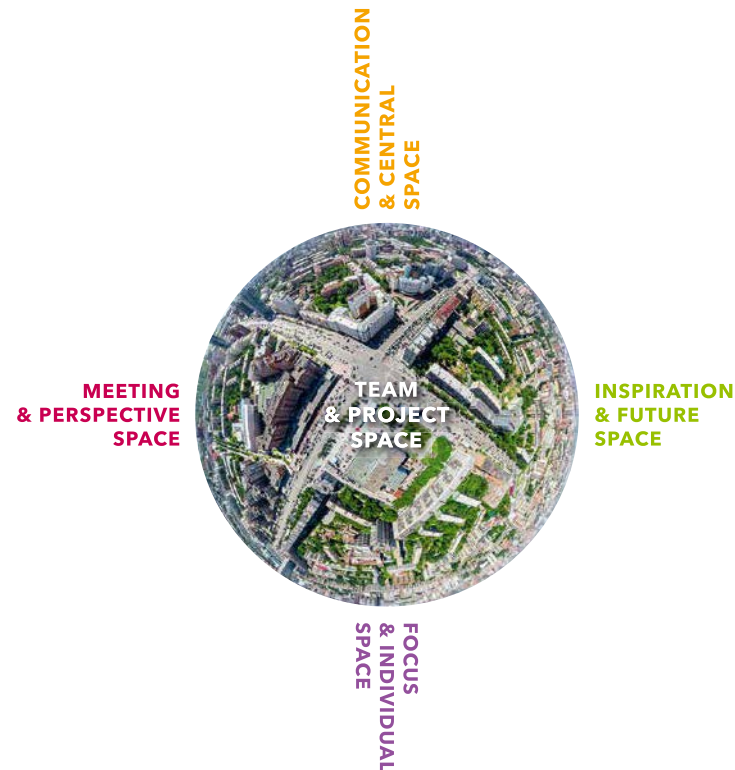 COMMUNICATION
& CENTRAL
SPACE
MEETING
& PERSPECTIVE
SPACE
TEAM
& PROJECT
SPACE
INSPIRATION
& FUTURE
SPACE
FOCUS
& INDIVIDUAL
SPACE